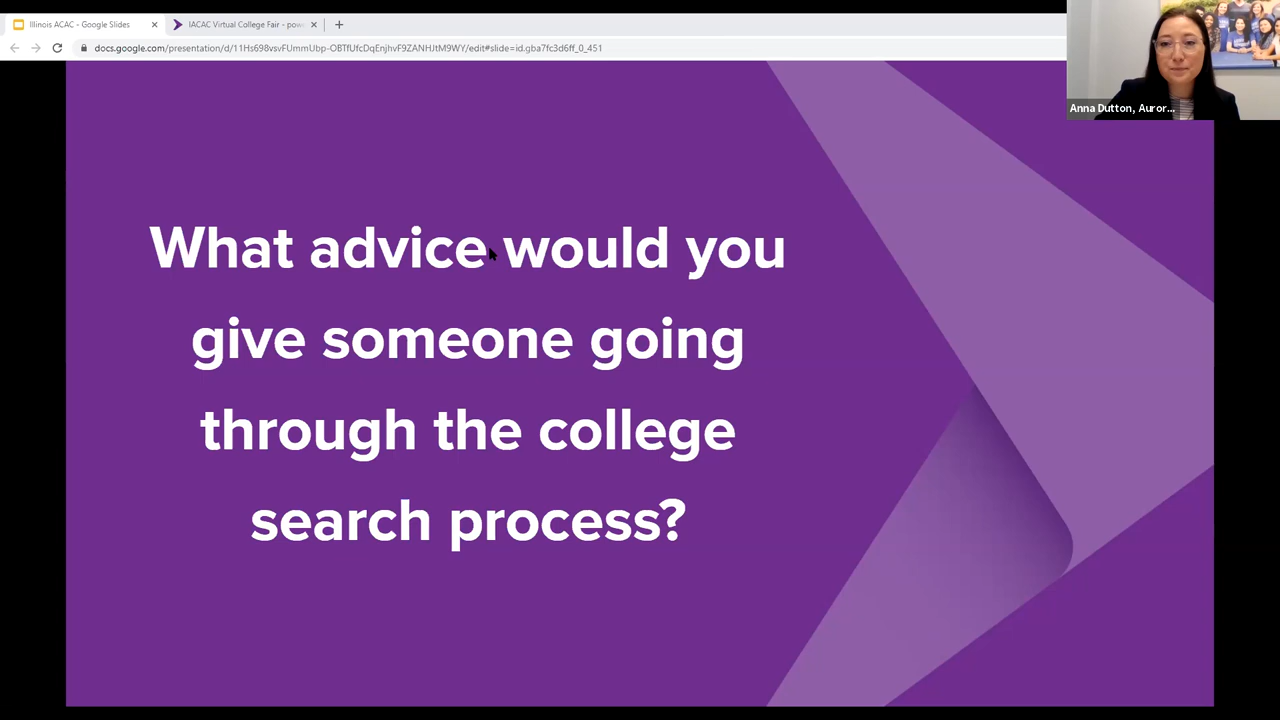 Illinois ACAC - Google Slides
IACAC Virtual College Fair - pow
docs.google.com/presentation/d/11Hs698vsvFUmmUbp-OBTfUfcDqEnjhvF9ZANHJtM9WY/edit#slide=id.gba7fc3d6ff_0_451
Anna Dutton, Auror...
What advice would you
give someone going
through the college
search process?